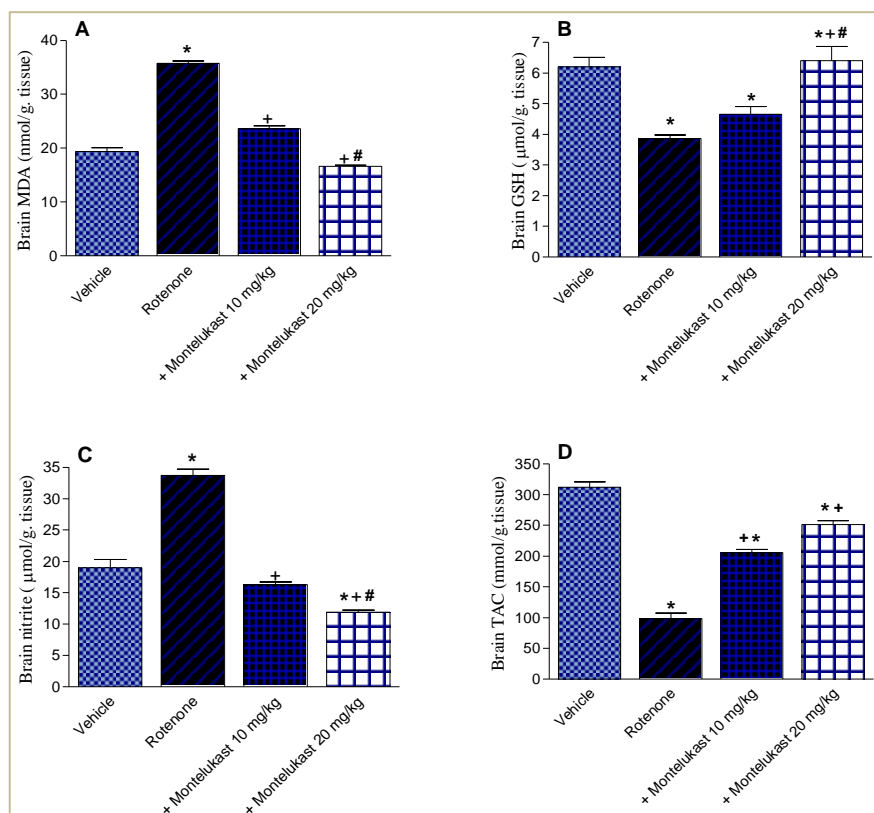 A
Brain MDA (nmol/g. tissue)
40
30
20
10
0
*
+
+ #
Vehicle
Rotenone
+ Montelukast 10 mg/kg
+ Montelukast 20 mg/kg
B
Brain GSH ( μmol/g. tissue)
7
6
5
4
3
2
1
0
*
*
*+#
Vehicle
Rotenone
+ Montelukast 10 mg/kg
+ Montelukast 20 mg/kg
C
Brain nitrite ( μmol/g. tissue)
35
30
25
20
15
10
5
0
*
+
*+#
Vehicle
Rotenone
+ Montelukast 10 mg/kg
+ Montelukast 20 mg/kg
D
Brain TAC (mmol/g.tissue)
350
300
250
200
150
100
50
0
*
+*
*+
Vehicle
Rotenone
+ Montelukast 10 mg/kg
+ Montelukast 20 mg/kg